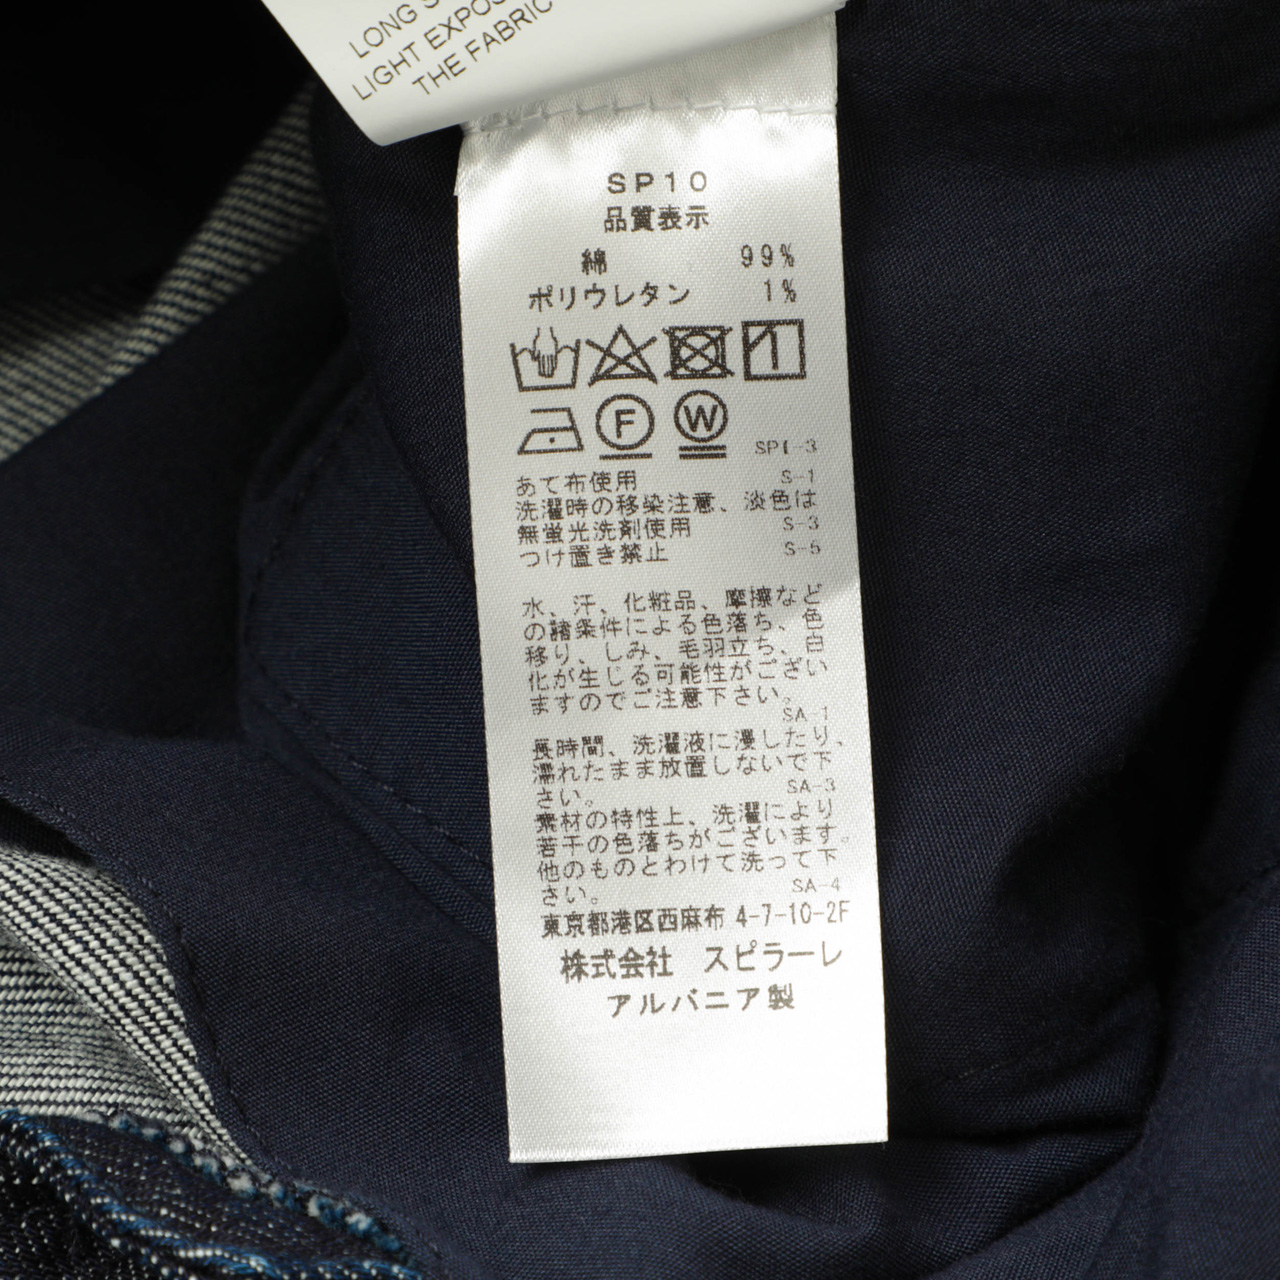 LONG
LIGHT EXPOS
THE FABRIC
SP10
品質表示
綿 99%
ポリウレタン 1%
F W
SP1-3
あて布使用 S-1
洗濯時の移染注意、淡色は
無蛍光洗剤使用 S-3
つけ置き禁止 S-5
水、汗、化粧品、摩擦など
の諸条件による色落ち、色
移り、しみ、毛羽立ち、白
化が生じる可能性がござい
ますのでご注意下さい。
SA-1
長時間、洗濯液に浸したり、
濡れたまま放置しないで下
さい。 SA-3
素材の特性上、洗濯により
若干の色落ちがございます。
他のものとわけて洗って下
さい。 SA-4
東京都港区西麻布 4-7-10-2F
株式会社 スピラーレ
アルバニア製